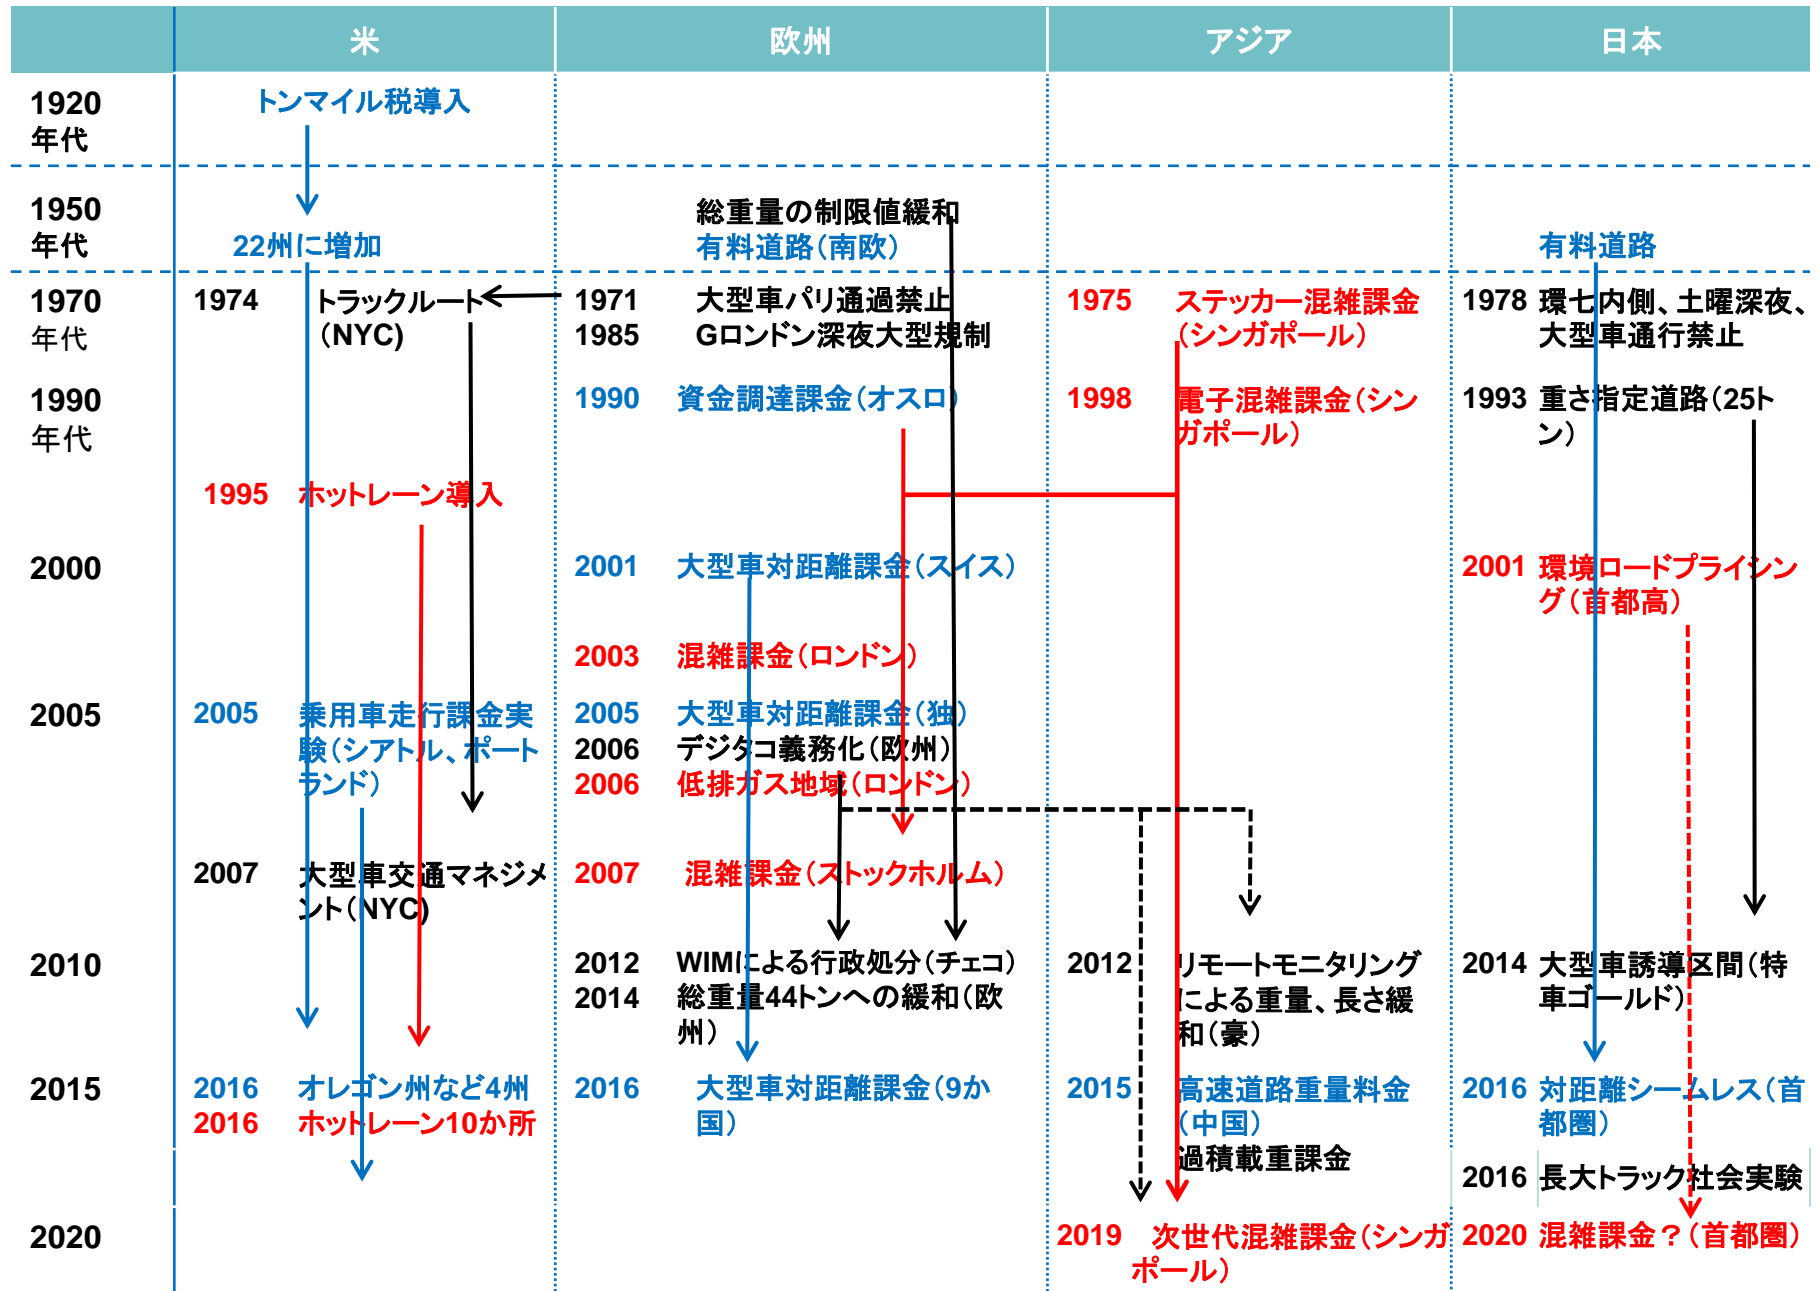 米 欧州 アジア 日本
1920
年代
トンマイル税導入
1950
年代
22州に増加
総重量の制限値緩和
有料道路(南欧)
有料道路
1970
年代
1974 トラックルート
(NYC)
1971 大型車パリ通過禁止
1985 Gロンドン深夜大型規制
1975 ステッカー混雑課金
(シンガポール)
1978 環七内側、土曜深夜、
大型車通行禁止
1990
年代
1990 資金調達課金(オスロ)
1998 電子混雑課金(シン
ガポール)
1993 重さ指定道路(25ト
ン)
1995 ホットレーン導入
2000
2001 大型車対距離課金(スイス)
2001 環境ロードプライシン
グ(首都高)
2003 混雑課金(ロンドン)
2005
2005 乗用車走行課金実
験(シアトル、ポート
ランド)
2005 大型車対距離課金(独)
2006 デジタコ義務化(欧州)
2006 低排ガス地域(ロンドン)
2007 大型車交通マネジメ
ント(NYC)
2007 混雑課金(ストックホルム)
2010
2012 WIMによる行政処分(チェコ)
2014 総重量44トンへの緩和(欧
州)
2012 リモートモニタリング
による重量、長さ緩
和(豪)
2014 大型車誘導区間(特
車ゴールド)
2015
2016 オレゴン州など4州
2016 ホットレーン10か所
2016 大型車対距離課金(9か
国)
2015 高速道路重量料金
(中国)
過積載重課金
2016 対距離シームレス(首
都圏)
2016 長大トラック社会実験
2020
2019 次世代混雑課金(シンガ
ポール)
2020 混雑課金?(首都圏)